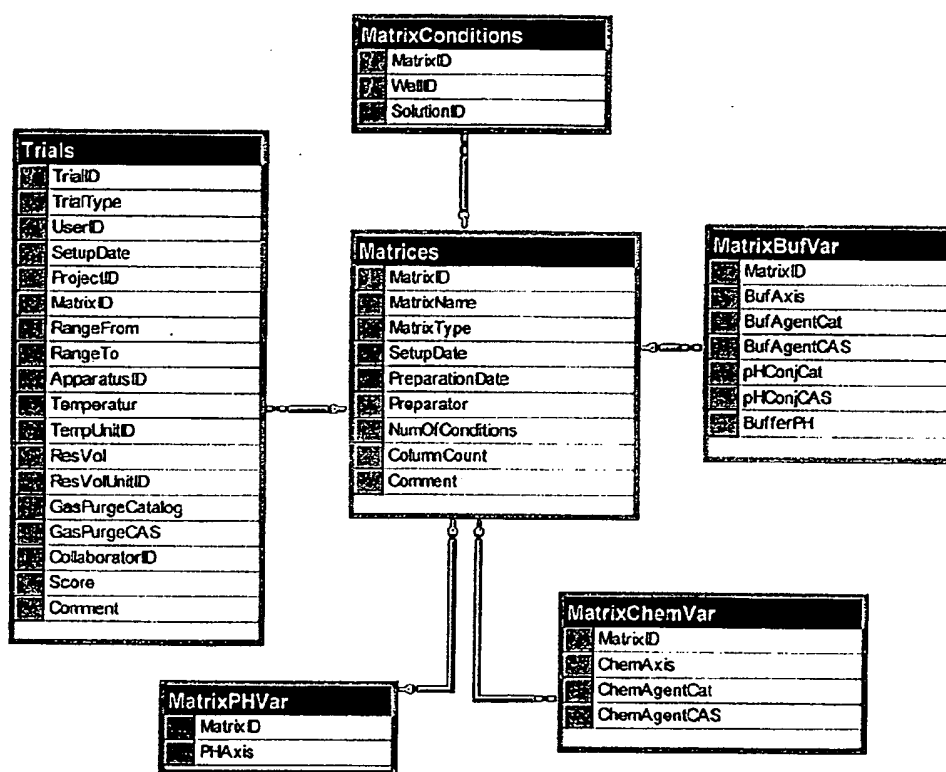 MatrixConditions
MatrixID
WellID
SolutionID
Trials
TrialID
TrialType
UserID
SetupDate
ProjectID
MatrixID
RangeFrom
RangeTo
ApparatusID
Temperatur
TempUnitID
ResVol
ResVolUnitID
GasPurgeCatalog
GasPurgeCAS
CollaboratorID
Score
Comment
Matrices
MatrixID
MatrixName
MatrixType
SetupDate
PreparationDate
Preparator
NumOfConditions
ColumnCount
Comment
MatrixBufVar
MatrixID
BufAxis
BufAgentCat
BufAgentCAS
pHConjCat
pHConjCAS
BufferPH
MatrixPHVar
MatrixID
PHAxis
MatrixChemVar
MatrixID
ChemAxis
ChemAgentCat
ChemAgentCAS